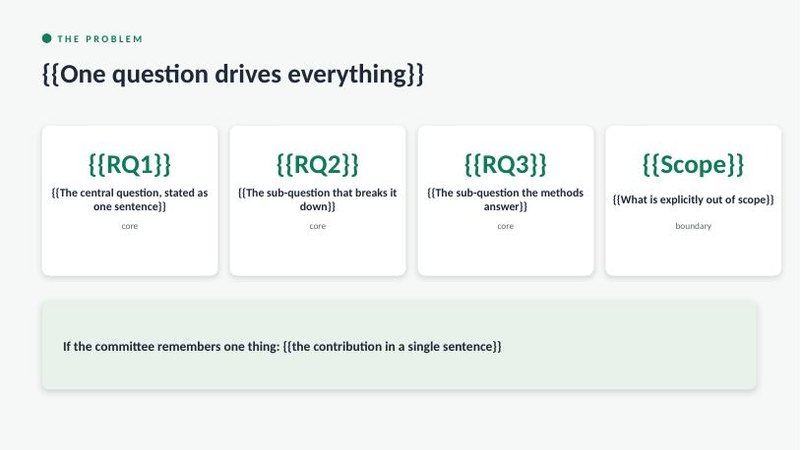 THE PROBLEM
{{One question drives everything}}
{{RQ1}}
{{The central question, stated as
one sentence}}
core
{{RQ2}}
{{The sub-question that breaks it
down}}
core
{{RQ3}}
{{The sub-question the methods
answer}}
core
{{Scope}}
{{What is explicitly out of scope}}
boundary
If the committee remembers one thing: {{the contribution in a single sentence}}